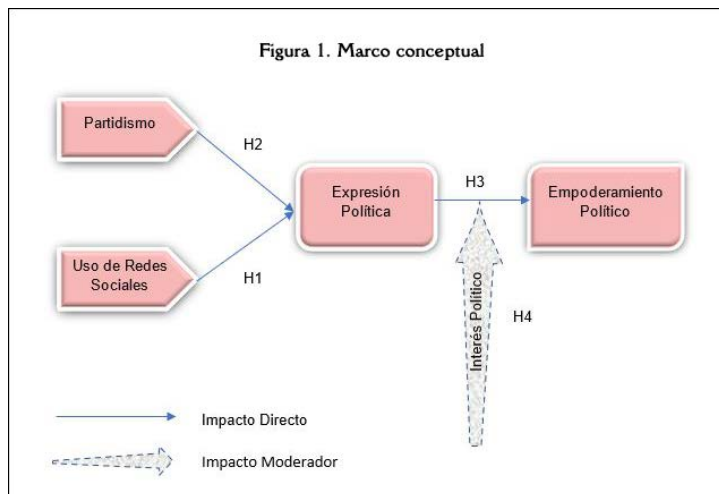 Figura 1. Marco conceptual
Partidismo
H2
Expresión
Política
H3
Empoderamiento
Político
Uso de Redes
Sociales
H1
Interés Político
H4
Impacto Directo
Impacto Moderador